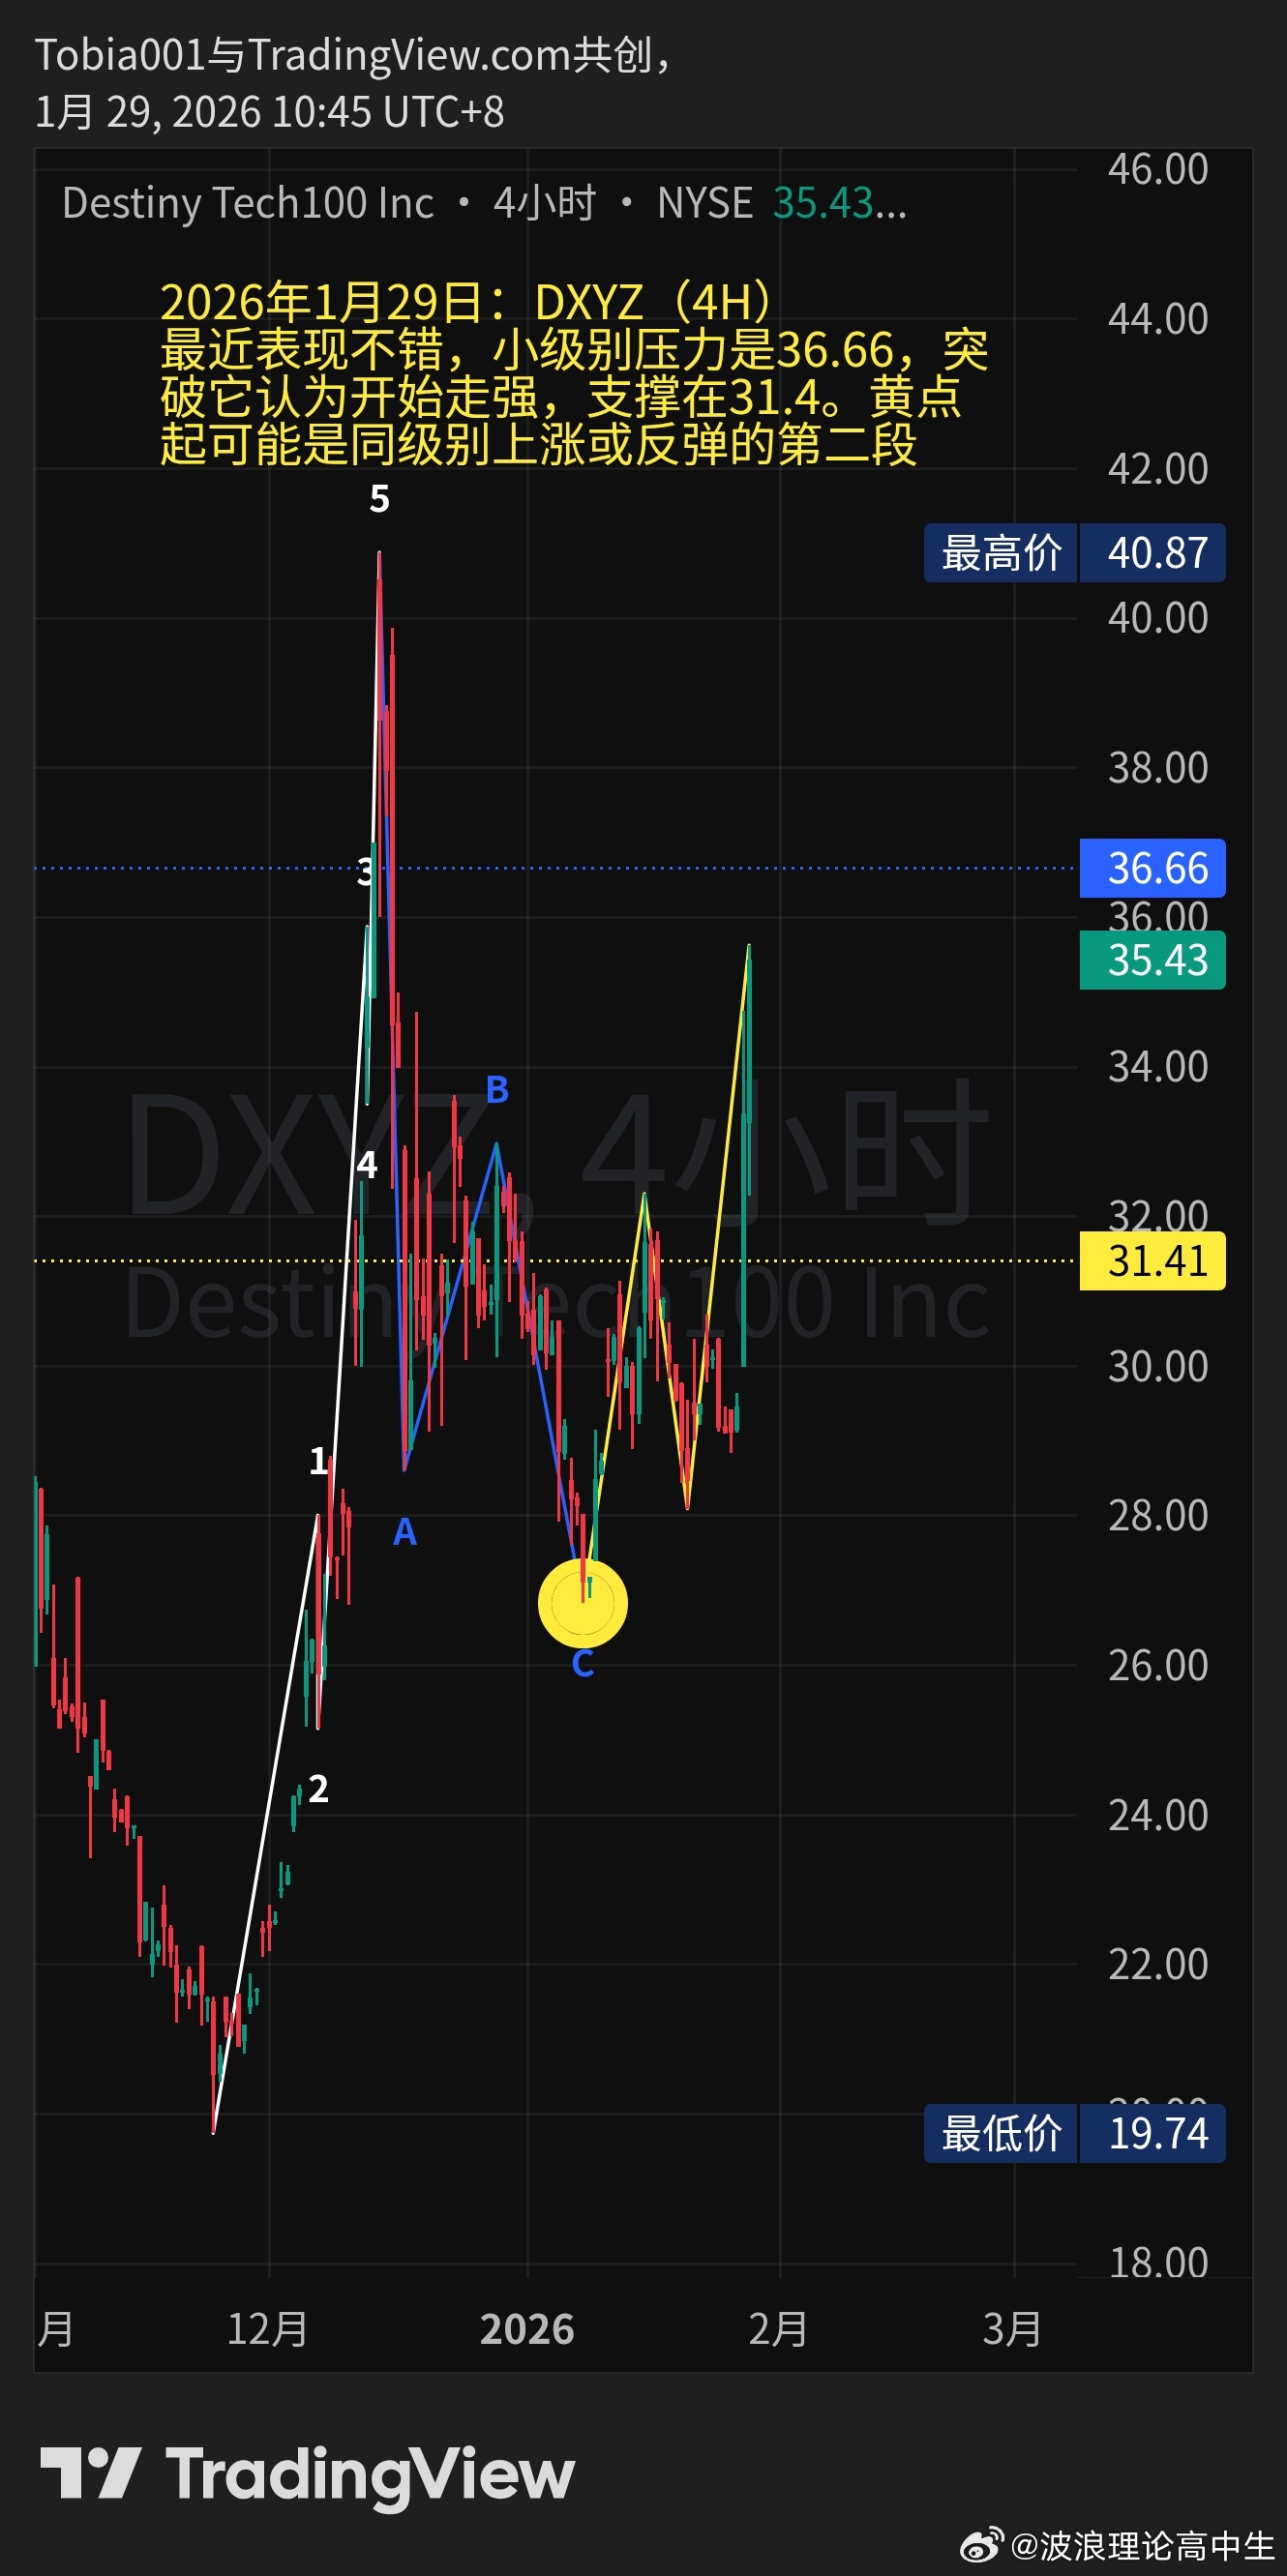 Tobia001与TradingView.com共创，
1月 29, 2026 10:45 UTC+8
Destiny Tech100 Inc · 4小时 · NYSE 35.43...
46.00
2026年1月29日：DXYZ（4H）
最近表现不错，小级别压力是36.66，突
破它认为开始走强，支撑在31.4。黄点
起可能是同级别上涨或反弹的第二段
44.00
42.00
5
最高价 40.87
40.00
38.00
3
36.66
36.00
35.43
34.00
B
DXYZ, 4小时
4
32.00
31.41
Destiny Tech100 Inc
30.00
1
28.00
A
26.00
C
2
24.00
22.00
20.00
最低价 19.74
18.00
月 12月 2026 2月 3月
TradingView
@波浪理论高中生